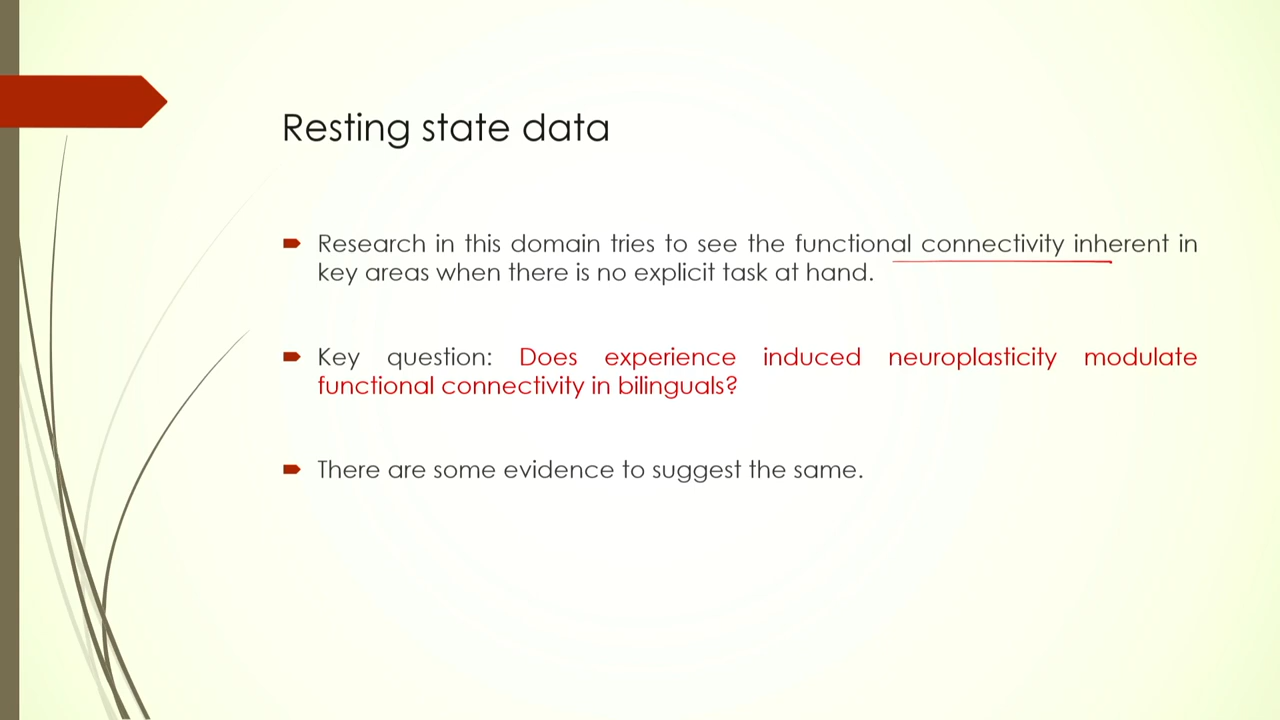 Resting state data
Research in this domain tries to see the functional connectivity inherent in
key areas when there is no explicit task at hand.
Key question: Does experience induced neuroplasticity modulate
functional connectivity in bilinguals?
There are some evidence to suggest the same.